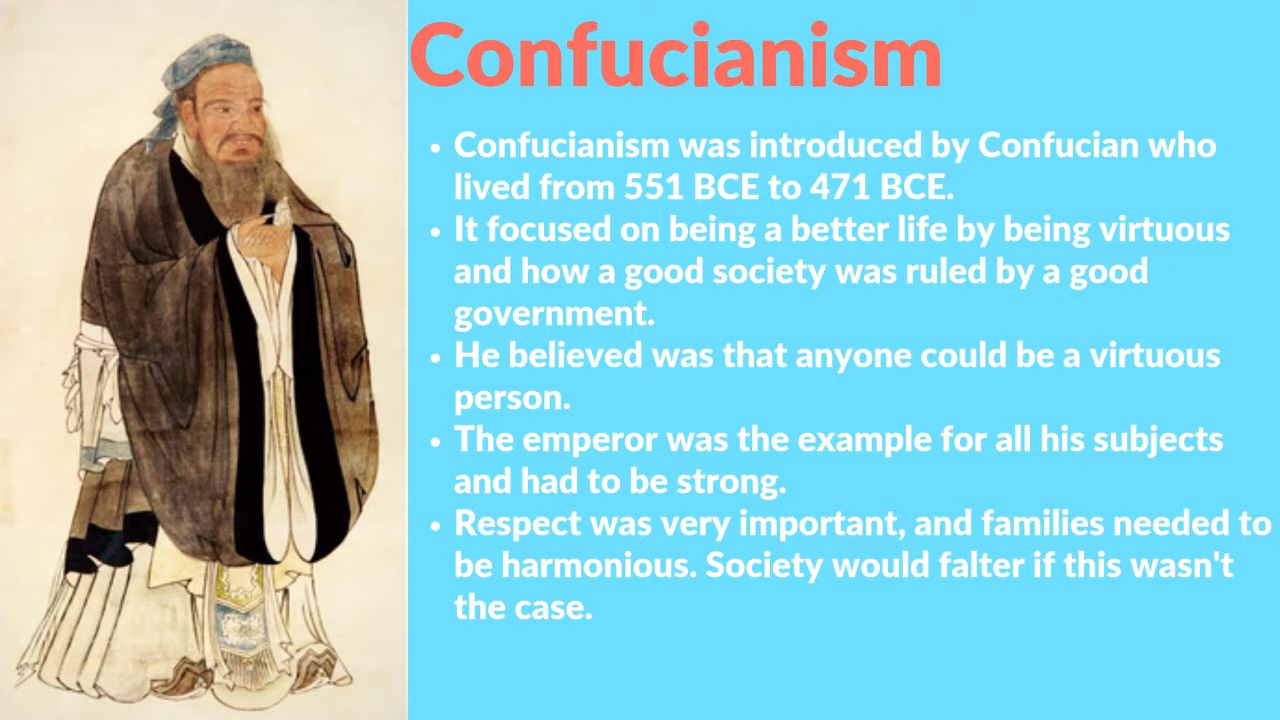 Confucianism
• Confucianism was introduced by Confucian who
lived from 551 BCE to 471 BCE.
• It focused on being a better life by being virtuous
and how a good society was ruled by a good
government.
• He believed was that anyone could be a virtuous
person.
• The emperor was the example for all his subjects
and had to be strong.
• Respect was very important, and families needed to
be harmonious. Society would falter if this wasn't
the case.